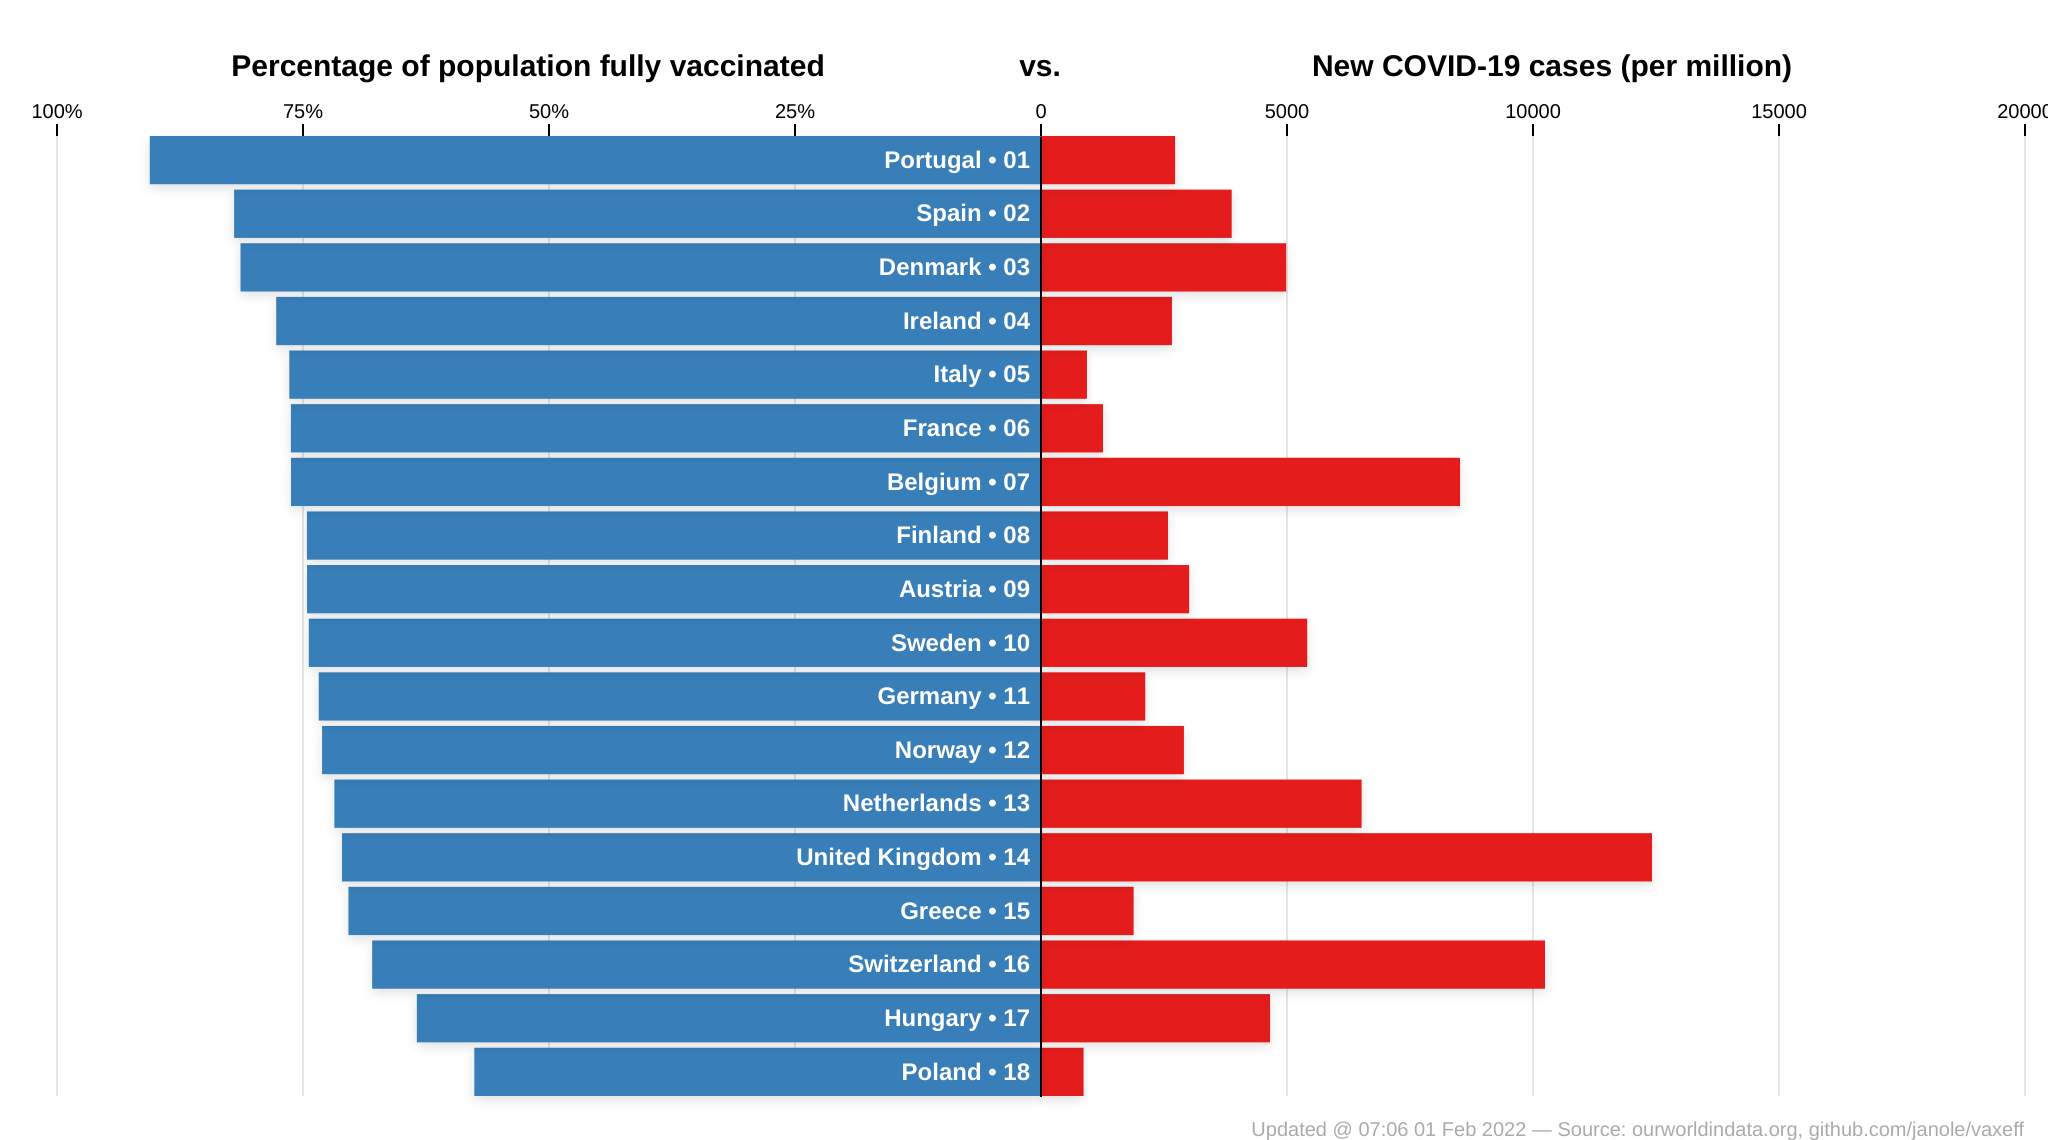 Percentage of population fully vaccinated vs. New COVID-19 cases (per million)
100% 75% 50% 25% 0 5000 10000 15000 20000
Portugal • 01
Spain • 02
Denmark • 03
Ireland • 04
Italy • 05
France • 06
Belgium • 07
Finland • 08
Austria • 09
Sweden • 10
Germany • 11
Norway • 12
Netherlands • 13
United Kingdom • 14
Greece • 15
Switzerland • 16
Hungary • 17
Poland • 18
Updated @ 07:06 01 Feb 2022 — Source: ourworldindata.org, github.com/janole/vaxeff